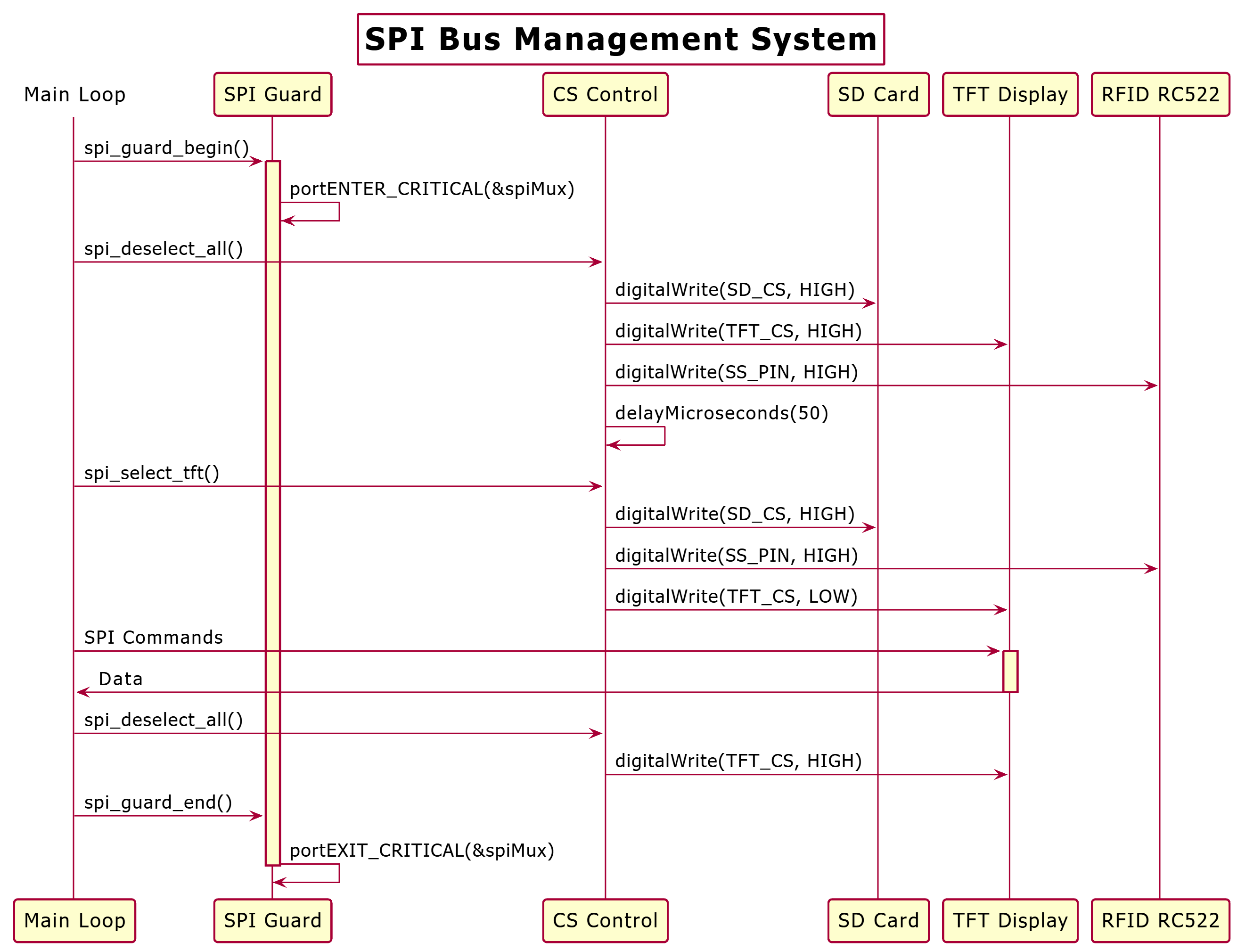 SPI Bus Management System
Main Loop
SPI Guard
CS Control
SD Card
TFT Display
RFID RC522
spi_guard_begin()
portENTER_CRITICAL(&spiMux)
spi_deselect_all()
digitalWrite(SD_CS, HIGH)
digitalWrite(TFT_CS, HIGH)
digitalWrite(SS_PIN, HIGH)
delayMicroseconds(50)
spi_select_tft()
digitalWrite(SD_CS, HIGH)
digitalWrite(SS_PIN, HIGH)
digitalWrite(TFT_CS, LOW)
SPI Commands
Data
spi_deselect_all()
digitalWrite(TFT_CS, HIGH)
spi_guard_end()
portEXIT_CRITICAL(&spiMux)
Main Loop
SPI Guard
CS Control
SD Card
TFT Display
RFID RC522